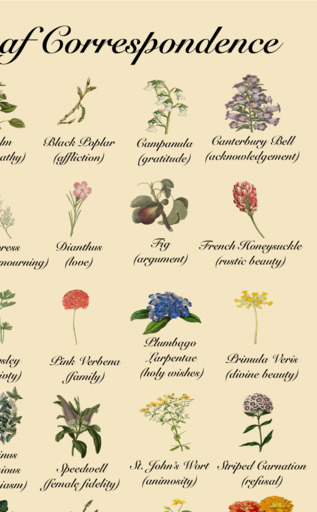 af Correspondence
Black Poplar
(affliction)
Campanula
(gratitude)
Canterbury Bell
(acknowledgement)
Dianthus
(love)
Fig
(argument)
French Honeysuckle
(rustic beauty)
mourning)
Pink Verbena
(family)
Plumbago
Larpentae
(holy wishes)
Primula Veris
(divine beauty)
Speedwell
(female fidelity)
St. John's Wort
(animosity)
Striped Carnation
(refusal)